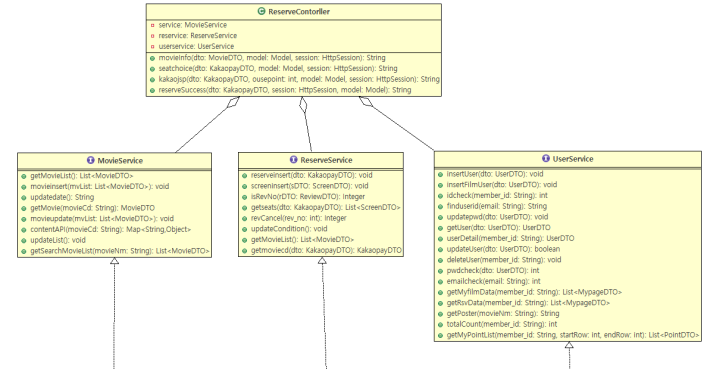 C ReserveContorller
service: MovieService
reservice: ReserveService
userservice: UserService
movieInfo(dto: MovieDTO, model: Model, session: HttpSession): String
seatchoice(dto: KakaopayDTO, model: Model, session: HttpSession): String
kakaojsp(dto: KakaopayDTO, ousepoint: int, model: Model, session: HttpSession): String
reserveSuccess(dto: KakaopayDTO, session: HttpSession, model: Model): String
I MovieService
getMovieList(): List<MovieDTO>
movieinsert(mvList: List<MovieDTO>): void
updatedate(): String
getMovie(movieCd: String): MovieDTO
movieupdate(mvList: List<MovieDTO>): void
contentAPI(movieCd: String): Map<String,Object>
updateList(): void
getSearchMovieList(movieNm: String): List<MovieDTO>
I ReserveService
reserveinsert(dto: KakaopayDTO): void
screeninsert(sDTO: ScreenDTO): void
isRevNo(rDTO: ReviewDTO): Integer
getseats(dto: KakaopayDTO): List<ScreenDTO>
revCancel(rev_no: int): Integer
updateCondition(): void
getMovieList(): List<MovieDTO>
getmoviecd(dto: KakaopayDTO): KakaopayDTO
I UserService
insertUser(dto: UserDTO): void
insertFilmUser(dto: UserDTO): void
idcheck(member_id: String): int
finduserid(email: String): String
updatepwd(dto: UserDTO): void
getUser(dto: UserDTO): UserDTO
userDetail(member_id: String): UserDTO
updateUser(dto: UserDTO): boolean
deleteUser(member_id: String): void
pwdcheck(dto: UserDTO): int
emailcheck(email: String): int
getMyfilmData(member_id: String): List<MypageDTO>
getRsvData(member_id: String): List<MypageDTO>
getPoster(movieNm: String): String
totalCount(member_id: String): int
getMyPointList(member_id: String, startRow: int, endRow: int): List<PointDTO>